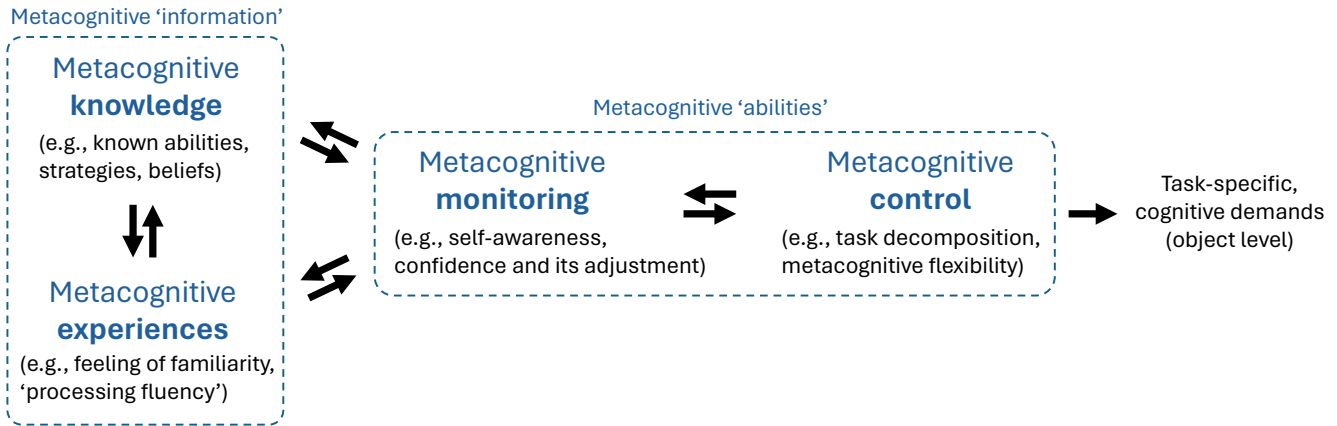 Metacognitive ‘information’
Metacognitive
knowledge
(e.g., known abilities,
strategies, beliefs)
Metacognitive
experiences
(e.g., feeling of familiarity,
‘processing fluency’)
Metacognitive ‘abilities’
Metacognitive
monitoring
(e.g., self-awareness,
confidence and its adjustment)
Metacognitive
control
(e.g., task decomposition,
metacognitive flexibility)
Task-specific,
cognitive demands
(object level)